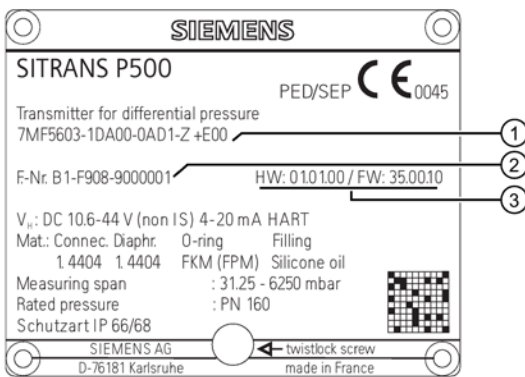 SIEMENS
SITRANS P500
PED/SEP CE 0045
Transmitter for differential pressure
7MF5603-1DA00-0AD1-Z +E00
1
F.-Nr. B1-F908-9000001
2
HW: 01.01.00 / FW: 35.00.10
3
V_H: DC 10.6-44 V (non IS) 4-20 mA HART
Mat.: Connec. Diaphr. O-ring Filling
1.4404 1.4404 FKM (FPM) Silicone oil
Measuring span : 31.25 - 6250 mbar
Rated pressure : PN 160
Schutzart IP 66/68
SIEMENS AG twistlock screw
D-76181 Karlsruhe made in France